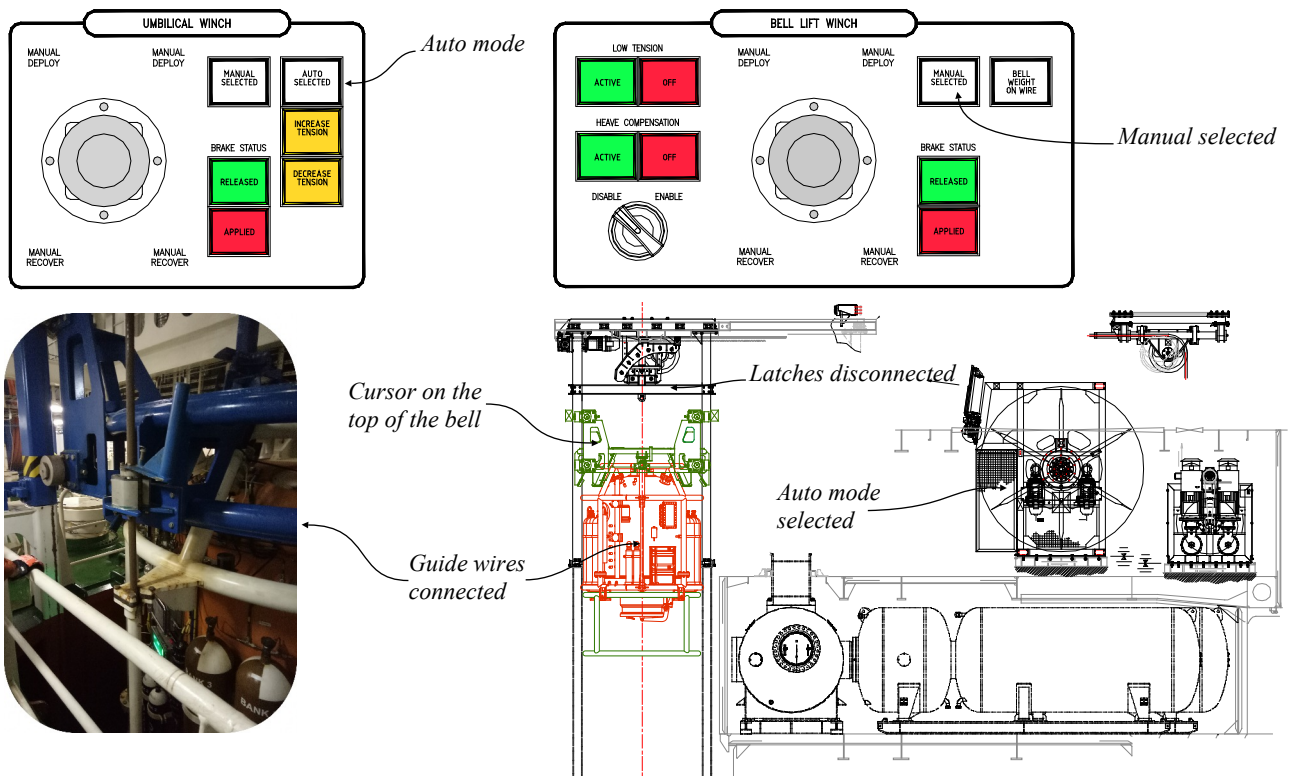 UMBILICAL WINCH
MANUAL
DEPLOY
MANUAL
DEPLOY
MANUAL
SELECTED
AUTO
SELECTED
INCREASE
TENSION
DECREASE
TENSION
BRAKE STATUS
RELEASED
APPLIED
MANUAL
RECOVER
MANUAL
RECOVER
Auto mode
BELL LIFT WINCH
LOW TENSION
ACTIVE
OFF
HEAVE COMPENSATION
ACTIVE
OFF
DISABLE
ENABLE
MANUAL
DEPLOY
MANUAL
DEPLOY
MANUAL
SELECTED
BELL
WEIGHT
ON WIRE
BRAKE STATUS
RELEASED
APPLIED
MANUAL
RECOVER
MANUAL
RECOVER
Manual selected
Cursor on the
top of the bell
Latches disconnected
Auto mode
selected
Guide wires
connected
BANK 3
BANK